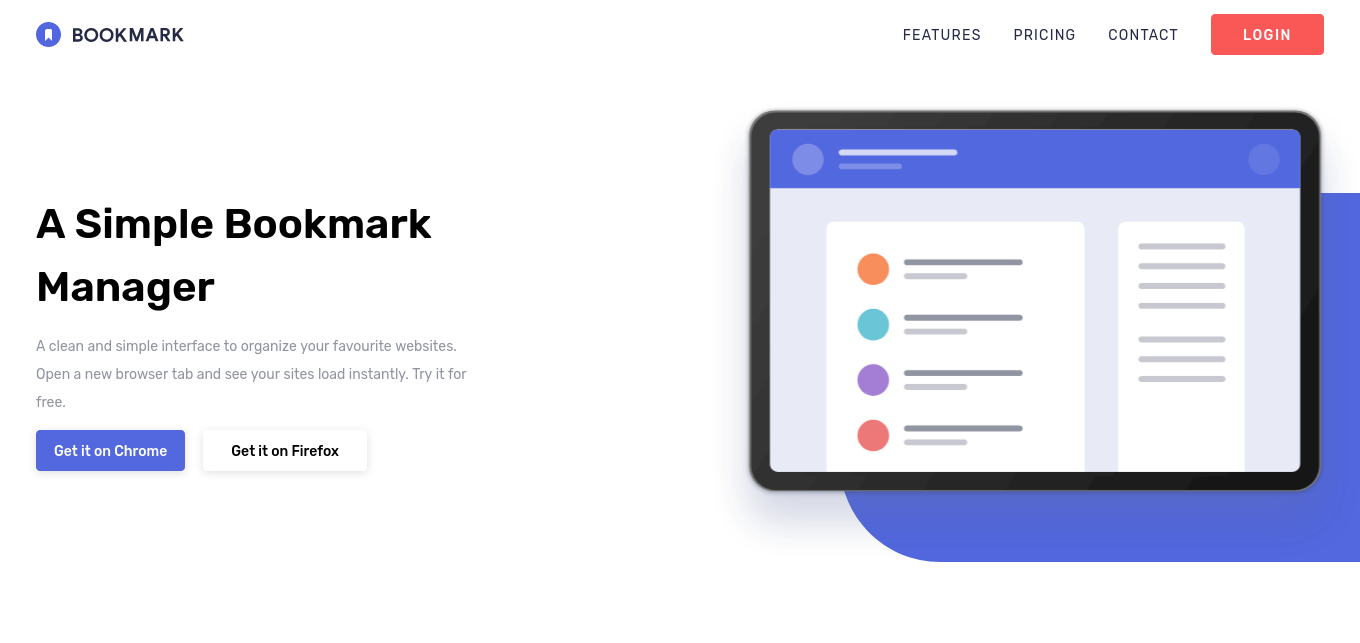 BOOKMARK
FEATURES PRICING CONTACT LOGIN
A Simple Bookmark
Manager
A clean and simple interface to organize your favourite websites.
Open a new browser tab and see your sites load instantly. Try it for
free.
Get it on Chrome Get it on Firefox